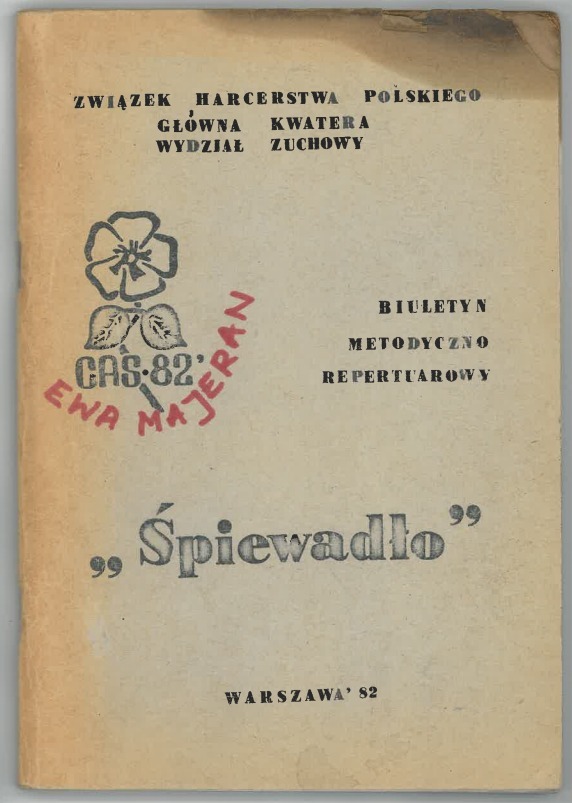 ZWIĄZEK HARCERSTWA POLSKIEGO
GŁÓWNA KWATERA
WYDZIAŁ ZUCHOWY
BIULETYN
METODYCZNO
REPERTUAROWY
CAS·82'
EWA MAJERAN
„Śpiewadło”
WARSZAWA' 82